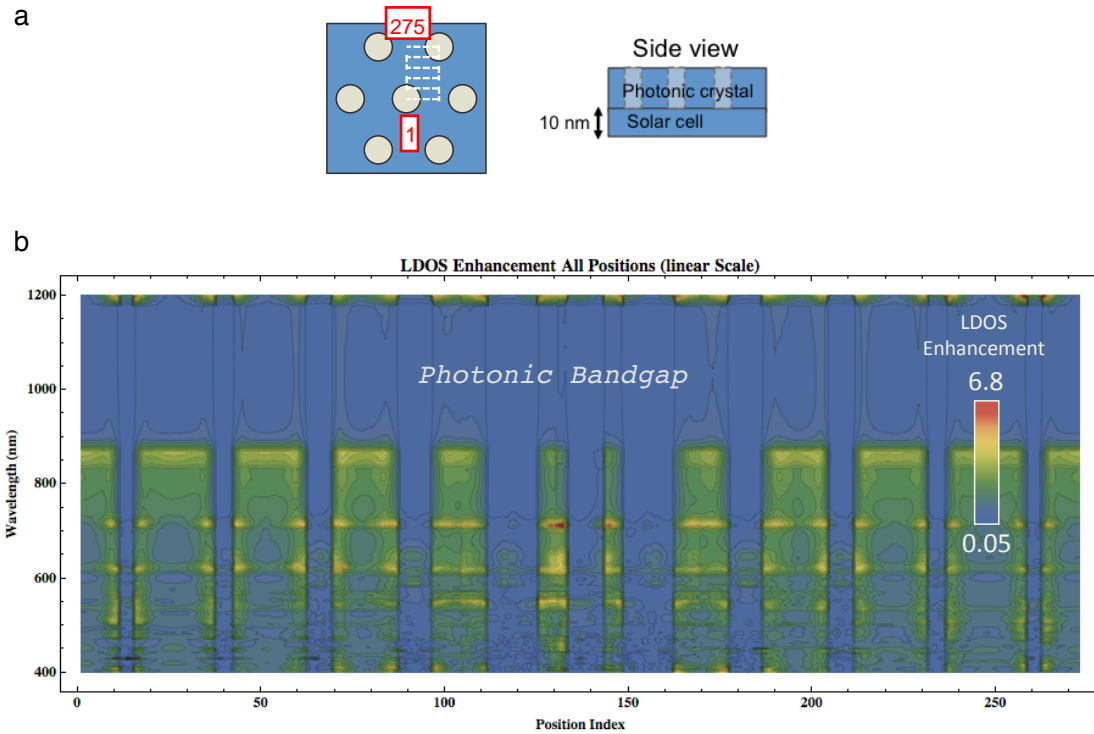 a
275
1
Side view
Photonic crystal
10 nm
Solar cell
b
LDOS Enhancement All Positions (linear Scale)
Wavelength (nm)
1200
1000
800
600
400
Photonic Bandgap
LDOS
Enhancement
6.8
0.05
0
50
100
150
200
250
Position Index